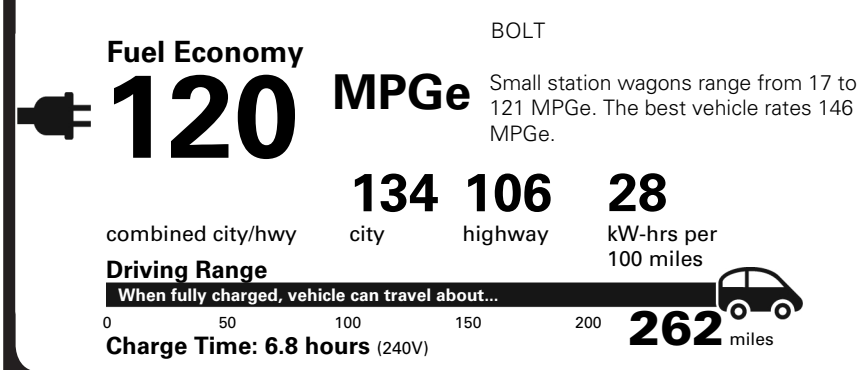 BOLT
Fuel Economy
120
MPGe
Small station wagons range from 17 to
121 MPGe. The best vehicle rates 146
MPGe.
134 106 28
combined city/hwy city highway kW-hrs per
100 miles
Driving Range
When fully charged, vehicle can travel about...
0 50 100 150 200 262 miles
Charge Time: 6.8 hours (240V)